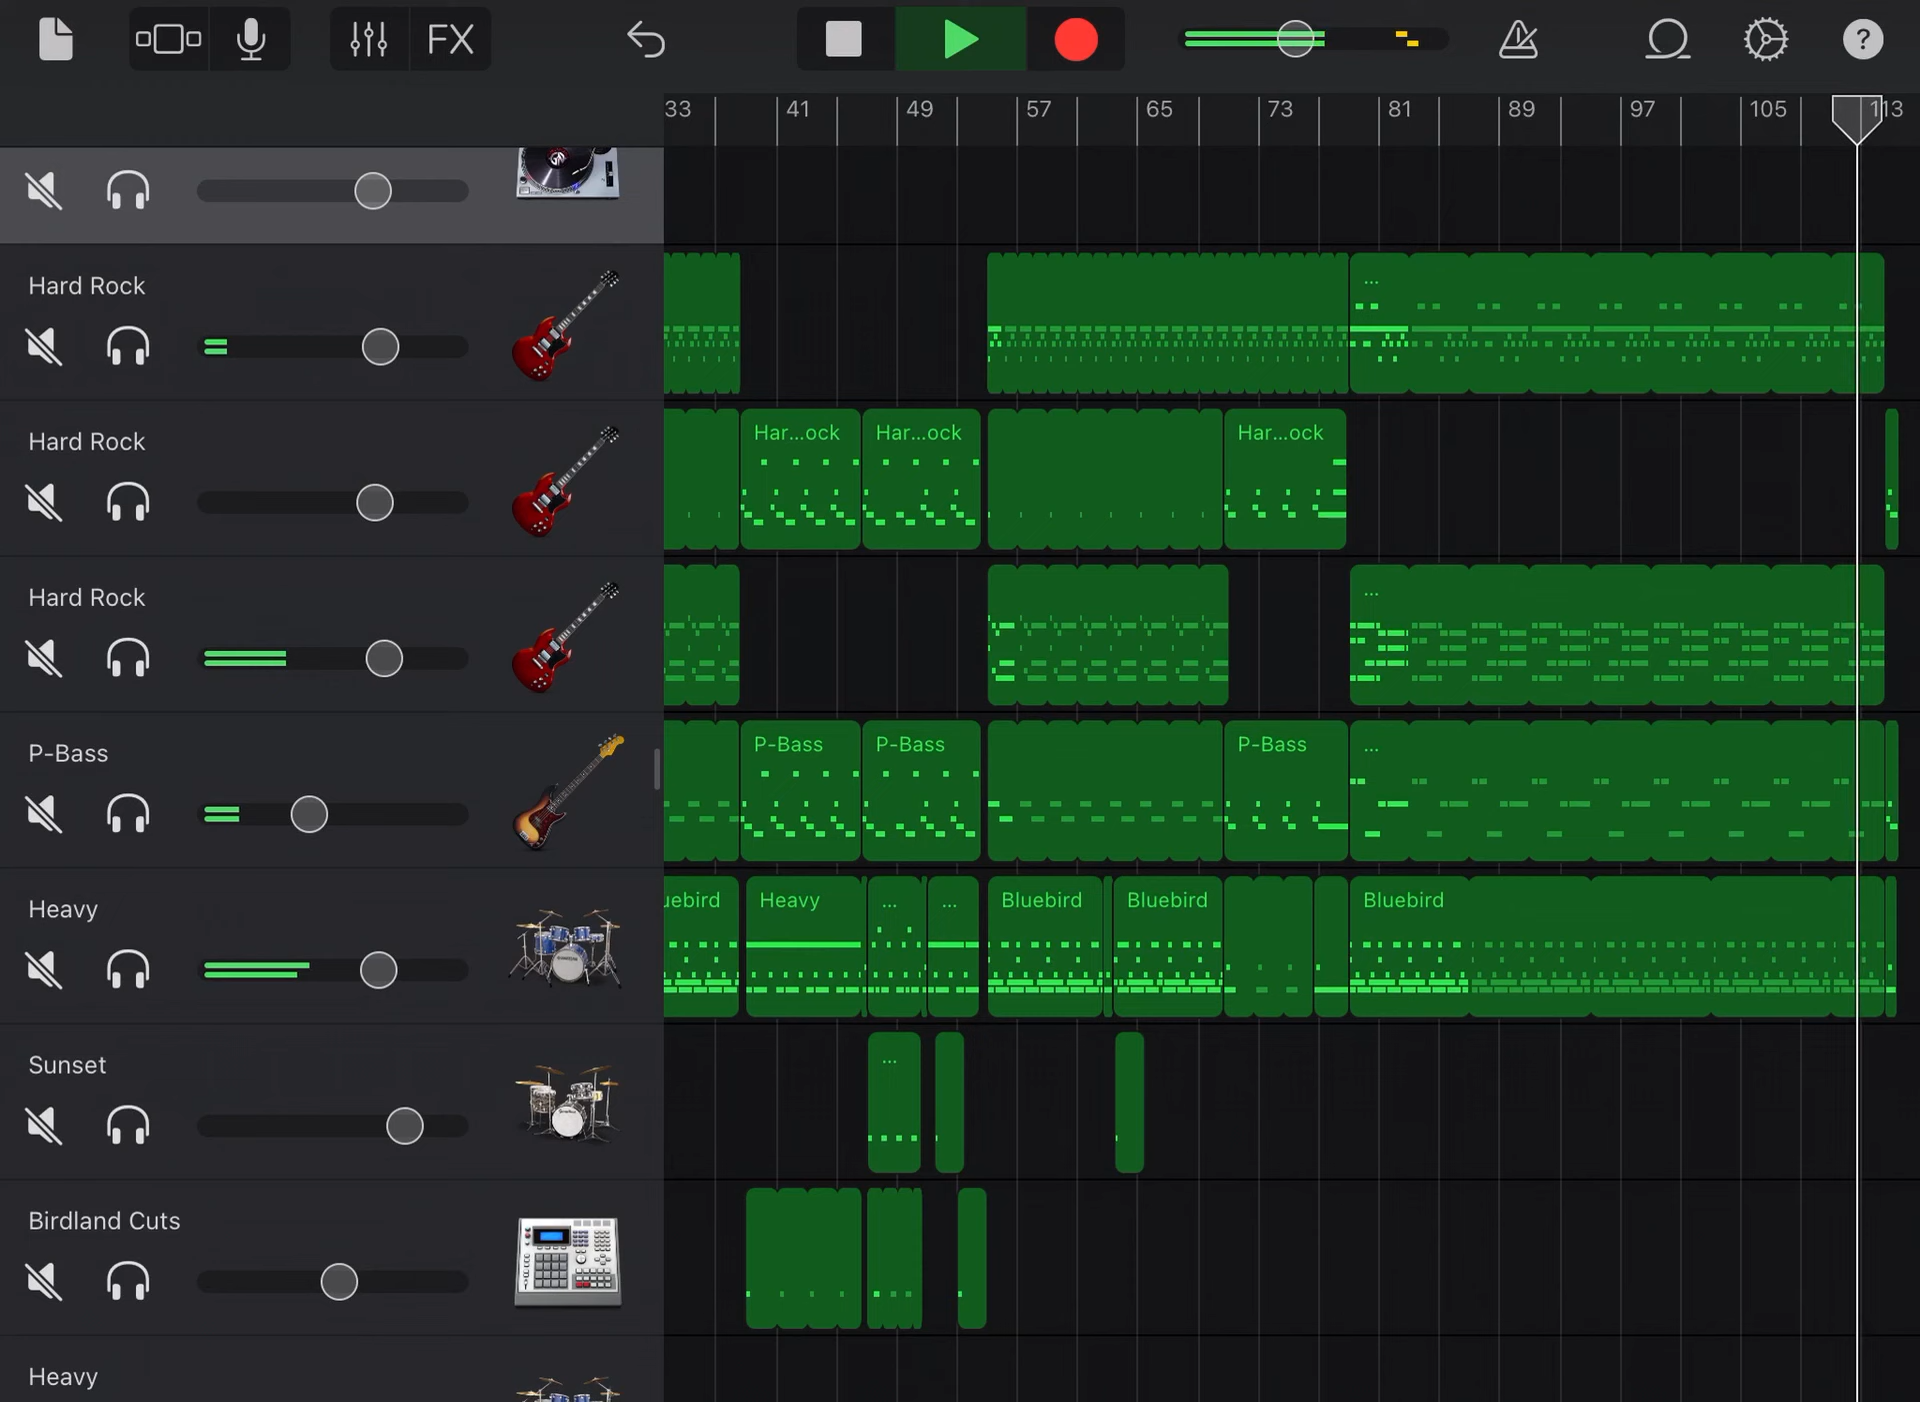 FX
?
33 41 49 57 65 73 81 89 97 105 113
Hard Rock
...
Hard Rock
Har...ock Har...ock Har...ock
Hard Rock
...
P-Bass
P-Bass P-Bass P-Bass ...
Heavy
uebird Heavy ... ... Bluebird Bluebird Bluebird
Sunset
...
Birdland Cuts
Heavy